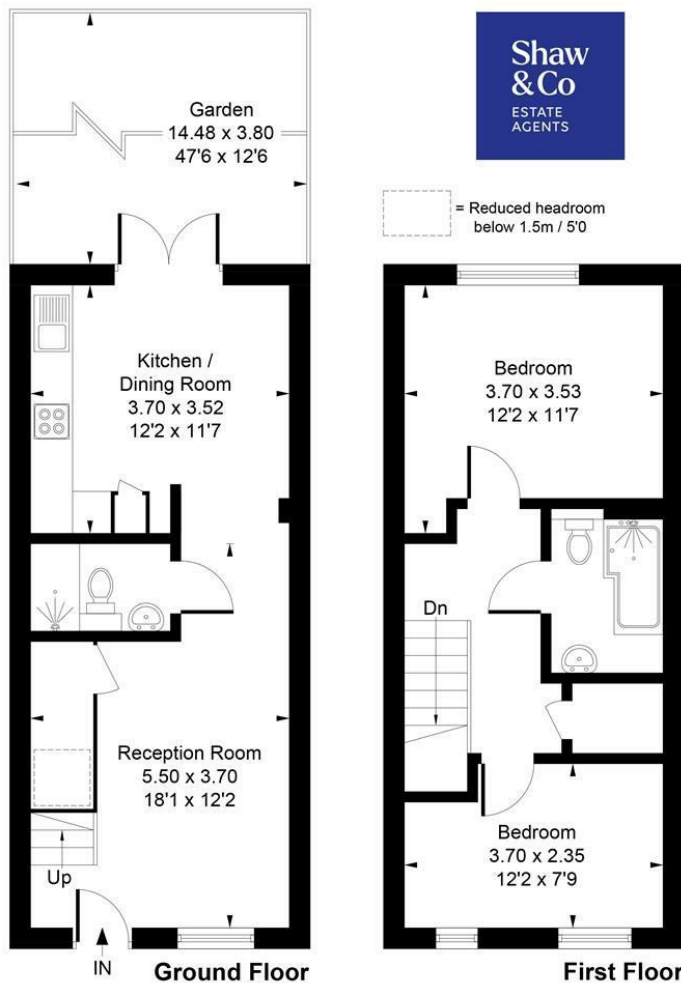 Shaw
& Co
ESTATE
AGENTS
Garden
14.48 x 3.80
47'6 x 12'6
= Reduced headroom
below 1.5m / 5'0
Kitchen /
Dining Room
3.70 x 3.52
12'2 x 11'7
Bedroom
3.70 x 3.53
12'2 x 11'7
Dn
Reception Room
5.50 x 3.70
18'1 x 12'2
Up
Bedroom
3.70 x 2.35
12'2 x 7'9
IN
Ground Floor
First Floor